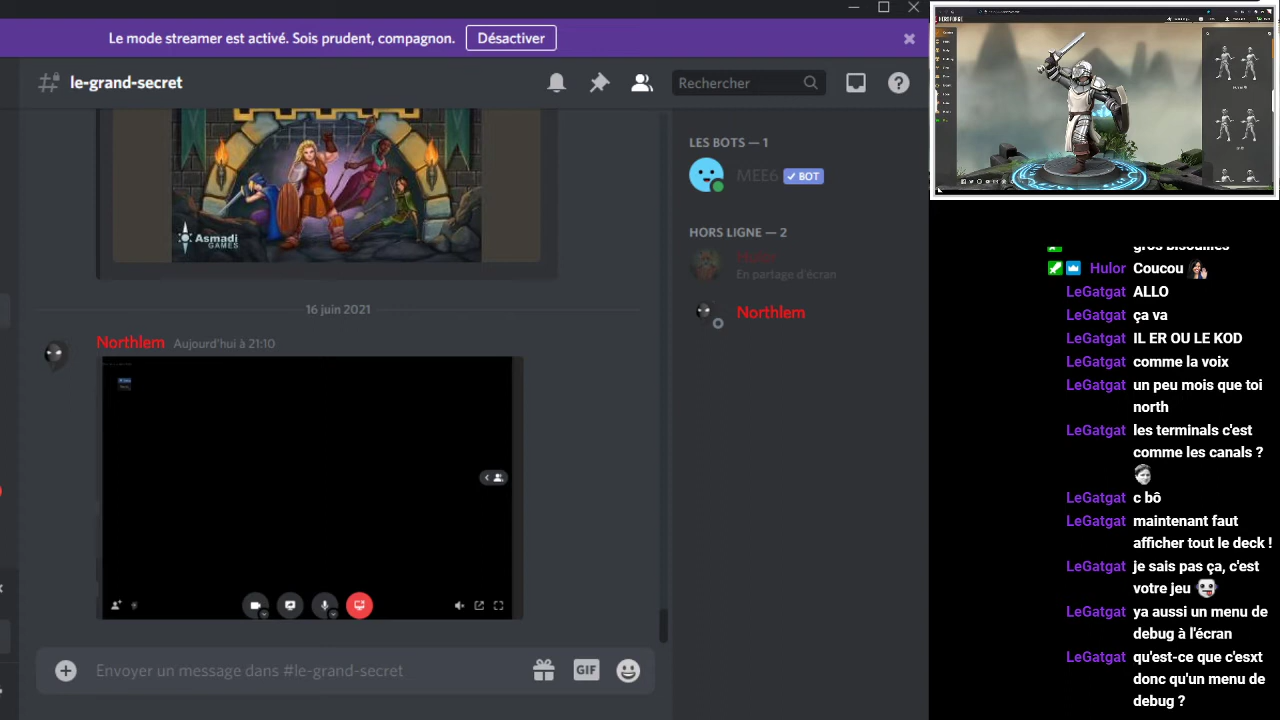 Le mode streamer est activé. Sois prudent, compagnon.
Désactiver
le-grand-secret
Rechercher
Asmadi
GAMES
16 juin 2021
Northlem Aujourd'hui à 21:10
Envoyer un message dans #le-grand-secret
GIF
LES BOTS — 1
MEE6 BOT
HORS LIGNE — 2
Hulor
En partage d'écran
Northlem
gros bisouilles
Hulor Coucou
LeGatgat ALLO
LeGatgat ça va
LeGatgat IL ER OU LE KOD
LeGatgat comme la voix
LeGatgat un peu mois que toi
north
LeGatgat les terminals c'est
comme les canals ?
LeGatgat c bô
LeGatgat maintenant faut
afficher tout le deck !
LeGatgat je sais pas ça, c'est
votre jeu
LeGatgat ya aussi un menu de
debug à l'écran
LeGatgat qu'est-ce que c'esxt
donc qu'un menu de
debug ?